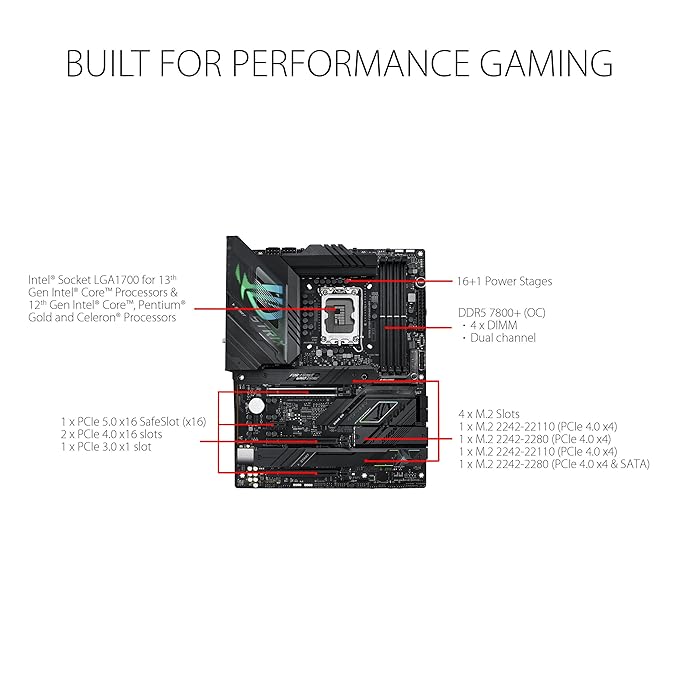 BUILT FOR PERFORMANCE GAMING
Intel® Socket LGA1700 for 13th
Gen Intel® Core™ Processors &
12th Gen Intel® Core™, Pentium®
Gold and Celeron® Processors
16+1 Power Stages
DDR5 7800+ (OC)
· 4 x DIMM
· Dual channel
1 x PCIe 5.0 x16 SafeSlot (x16)
2 x PCIe 4.0 x16 slots
1 x PCIe 3.0 x1 slot
4 x M.2 Slots
1 x M.2 2242-22110 (PCIe 4.0 x4)
1 x M.2 2242-2280 (PCIe 4.0 x4)
1 x M.2 2242-22110 (PCIe 4.0 x4)
1 x M.2 2242-2280 (PCIe 4.0 x4 & SATA)